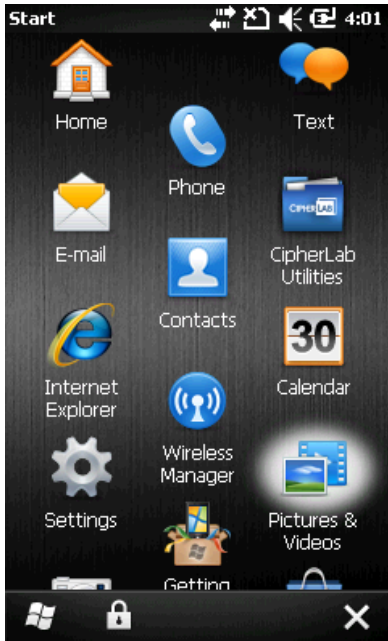 Start 4:01
Home
Phone
Text
E-mail
CIPHERLAB
CipherLab
Utilities
Contacts
30
Internet
Explorer
Calendar
Wireless
Manager
Settings
Pictures &
Videos
Getting